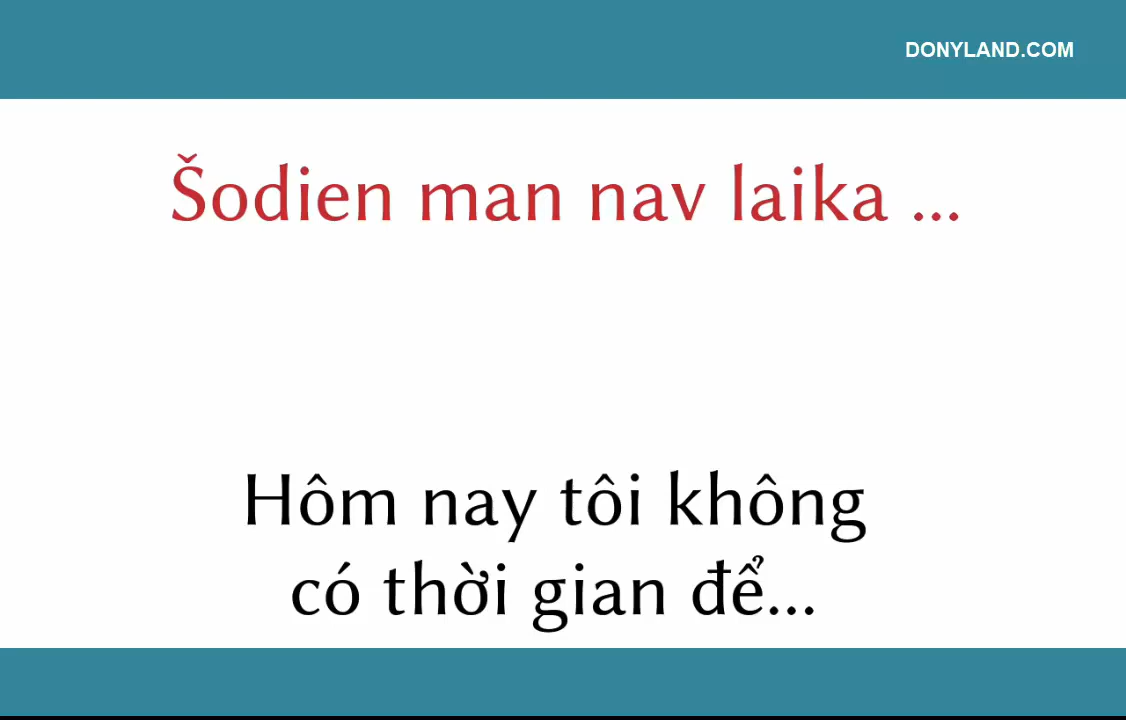 DONYLAND.COM
Šodien man nav laika ...
Hôm nay tôi không
có thời gian để...